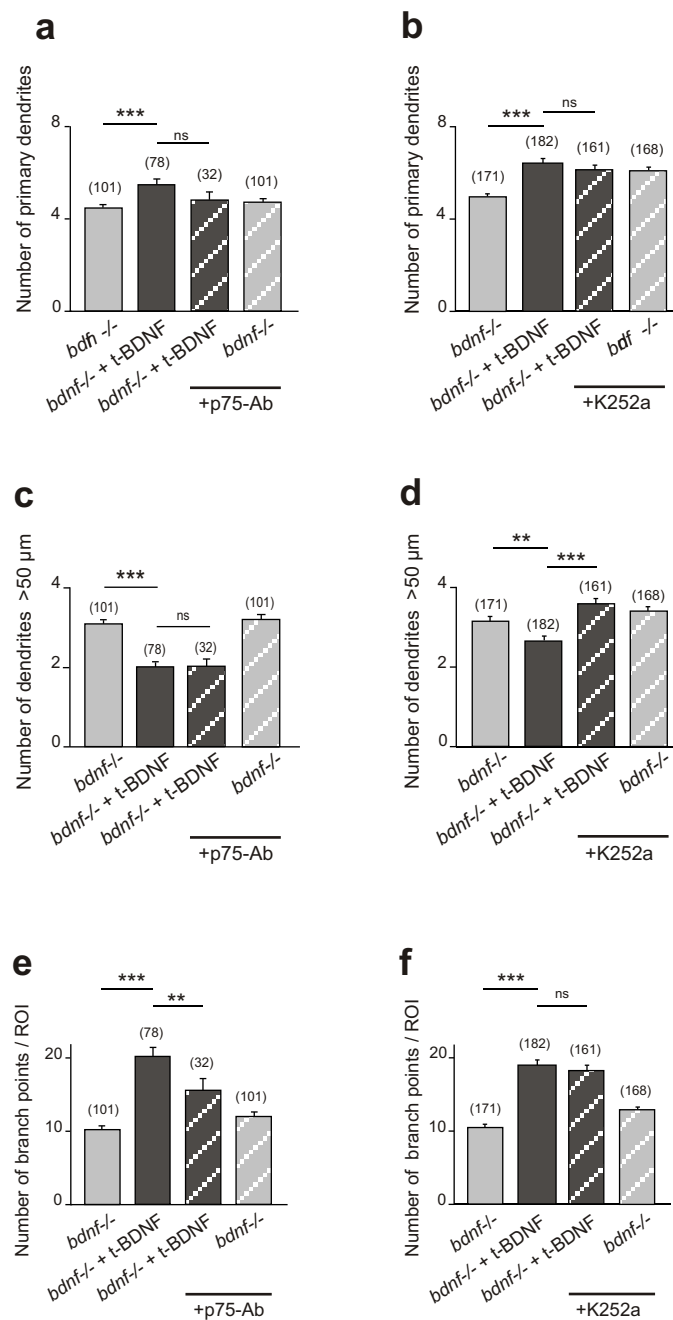 a
Number of primary dendrites
8
4
0
***
ns
(101)
(78)
(32)
(101)
bdfn -/-
bdnf-/- + t-BDNF
bdnf-/- + t-BDNF
bdnf-/-
+p75-Ab
b
Number of primary dendrites
8
4
0
***
ns
(171)
(182)
(161)
(168)
bdnf-/-
bdnf-/- + t-BDNF
bdnf-/- + t-BDNF
bdf -/-
+K252a
c
Number of dendrites >50 µm
4
2
0
***
ns
(101)
(78)
(32)
(101)
bdnf-/-
bdnf-/- + t-BDNF
bdnf-/- + t-BDNF
bdnf-/-
+p75-Ab
d
Number of dendrites >50 µm
4
2
0
**
***
(171)
(182)
(161)
(168)
bdnf-/-
bdnf-/- + t-BDNF
bdnf-/- + t-BDNF
bdnf-/-
+K252a
e
Number of branch points / ROI
20
10
0
***
**
(101)
(78)
(32)
(101)
bdnf-/-
bdnf-/- + t-BDNF
bdnf-/- + t-BDNF
bdnf-/-
+p75-Ab
f
Number of branch points / ROI
20
10
0
***
ns
(171)
(182)
(161)
(168)
bdnf-/-
bdnf-/- + t-BDNF
bdnf-/- + t-BDNF
bdnf-/-
+K252a